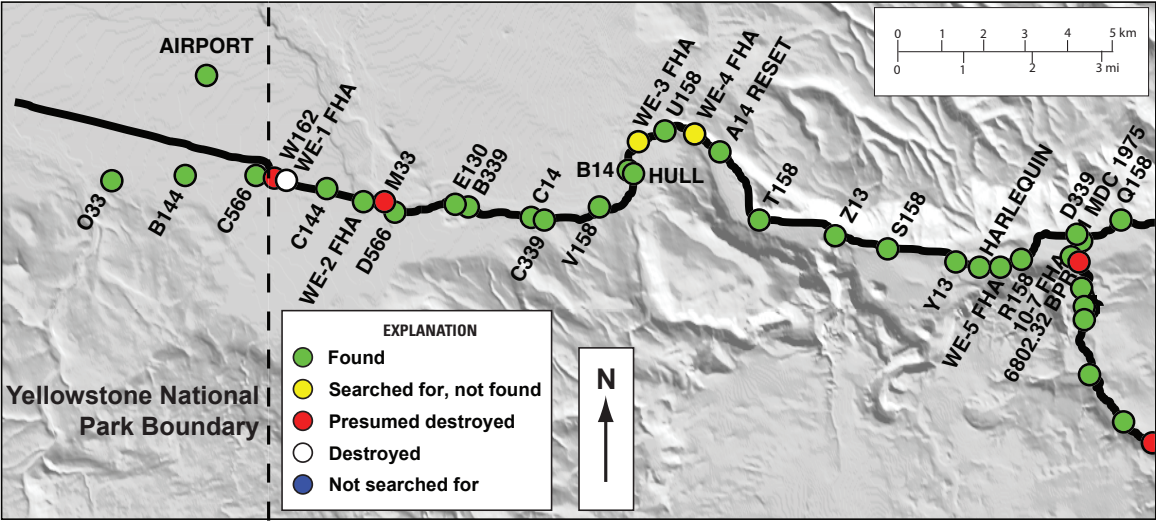 AIRPORT
O33
B144
C566
W162
WE-1 FHA
C144
WE-2 FHA
M33
D566
E130
B339
C339
C14
V158
B14
HULL
WE-3 FHA
U158
WE-4 FHA
A14 RESET
T158
Z13
S158
Y13
HARLEQUIN
WE-5 FHA
R158
10-7 FHA
6802.32 BPR
D339
1 MDC 1975
Q158
0 1 2 3 4 5 km
0 1 2 3 mi
Yellowstone National
Park Boundary
EXPLANATION
Found
Searched for, not found
Presumed destroyed
Destroyed
Not searched for
N